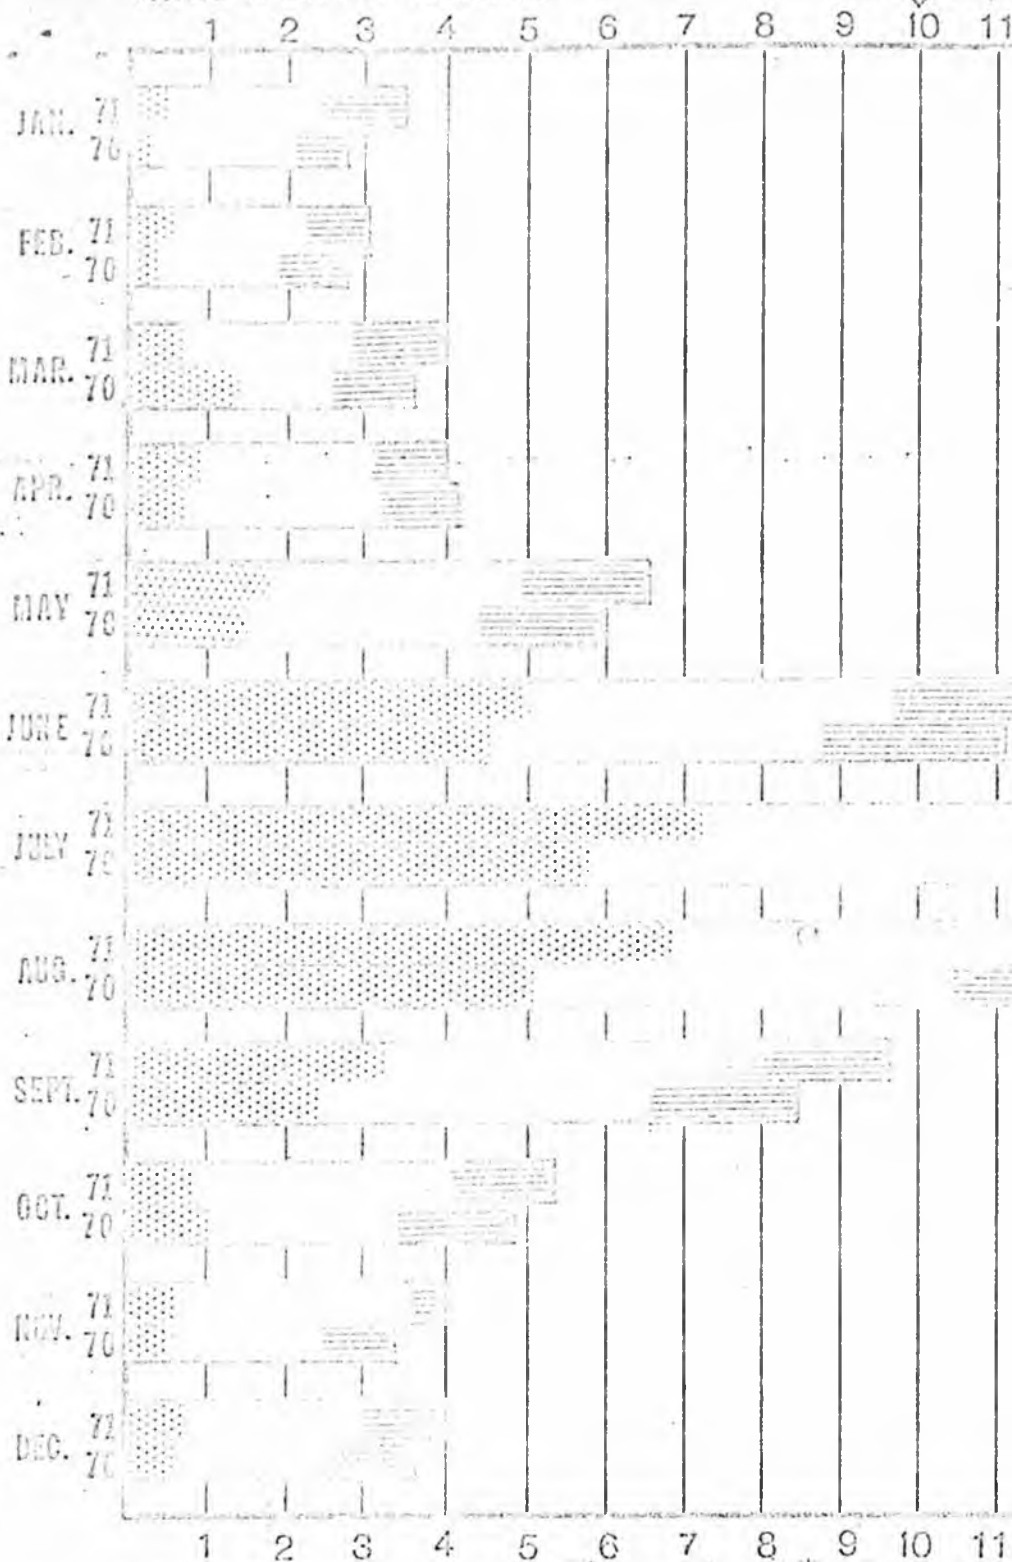 1 2 3 4 5 6 7 8 9 10 11
JAN. 71
70
FEB. 71
70
MAR. 71
70
APR. 71
70
MAY 71
70
JUNE 71
70
JULY 71
70
AUG. 71
70
SEPT. 71
70
OCT. 71
70
NOV. 71
70
DEC. 71
70
1 2 3 4 5 6 7 8 9 10 11